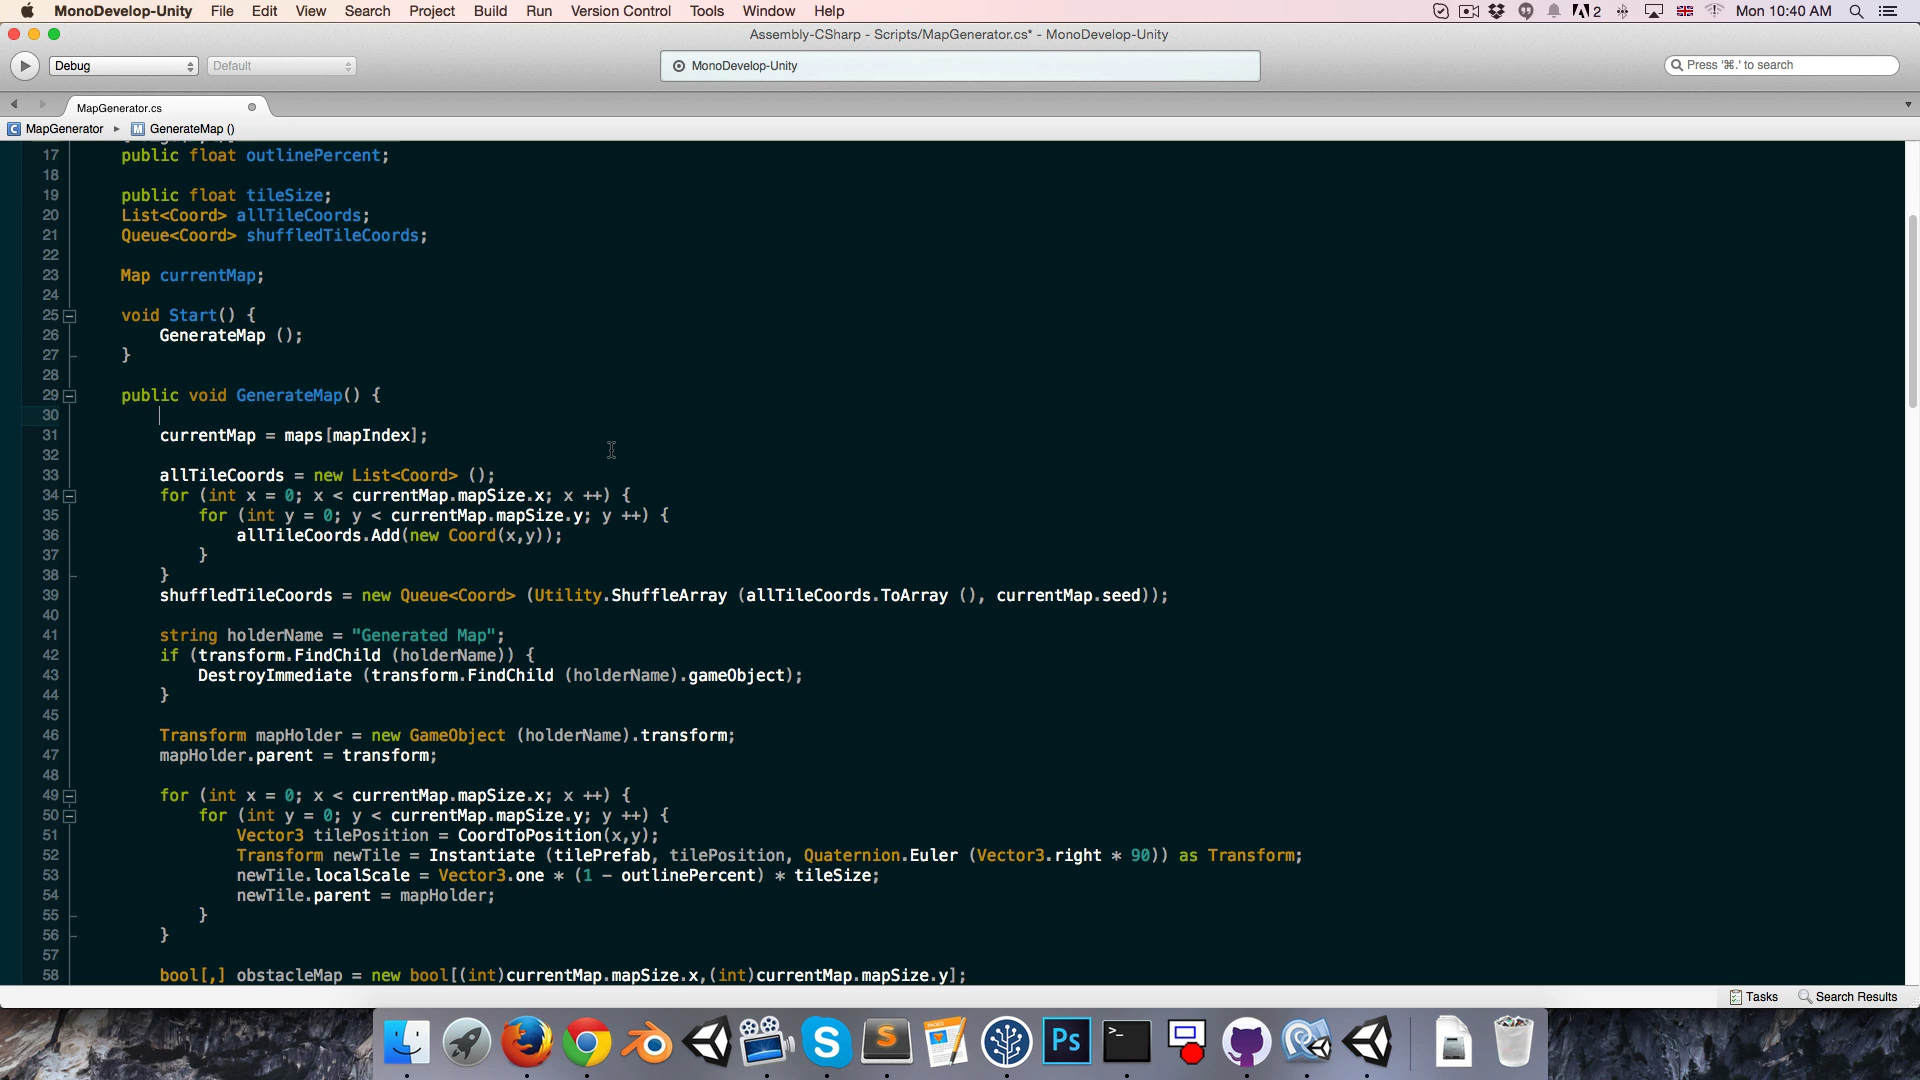 MonoDevelop-Unity File Edit View Search Project Build Run Version Control Tools Window Help 2 Mon 10:40 AM
Assembly-CSharp - Scripts/MapGenerator.cs* - MonoDevelop-Unity
Debug Default MonoDevelop-Unity Press '⌘.' to search
MapGenerator.cs
C MapGenerator M GenerateMap ()
17 public float outlinePercent;
18
19 public float tileSize;
20 List<Coord> allTileCoords;
21 Queue<Coord> shuffledTileCoords;
22
23 Map currentMap;
24
25 void Start() {
26 GenerateMap ();
27 }
28
29 public void GenerateMap() {
30
31 currentMap = maps[mapIndex];
32
33 allTileCoords = new List<Coord> ();
34 for (int x = 0; x < currentMap.mapSize.x; x ++) {
35 for (int y = 0; y < currentMap.mapSize.y; y ++) {
36 allTileCoords.Add(new Coord(x,y));
37 }
38 }
39 shuffledTileCoords = new Queue<Coord> (Utility.ShuffleArray (allTileCoords.ToArray (), currentMap.seed));
40
41 string holderName = "Generated Map";
42 if (transform.FindChild (holderName)) {
43 DestroyImmediate (transform.FindChild (holderName).gameObject);
44 }
45
46 Transform mapHolder = new GameObject (holderName).transform;
47 mapHolder.parent = transform;
48
49 for (int x = 0; x < currentMap.mapSize.x; x ++) {
50 for (int y = 0; y < currentMap.mapSize.y; y ++) {
51 Vector3 tilePosition = CoordToPosition(x,y);
52 Transform newTile = Instantiate (tilePrefab, tilePosition, Quaternion.Euler (Vector3.right * 90)) as Transform;
53 newTile.localScale = Vector3.one * (1 - outlinePercent) * tileSize;
54 newTile.parent = mapHolder;
55 }
56 }
57
58 bool[,] obstacleMap = new bool[(int)currentMap.mapSize.x,(int)currentMap.mapSize.y];
Tasks Search Results
PAGES
Ps